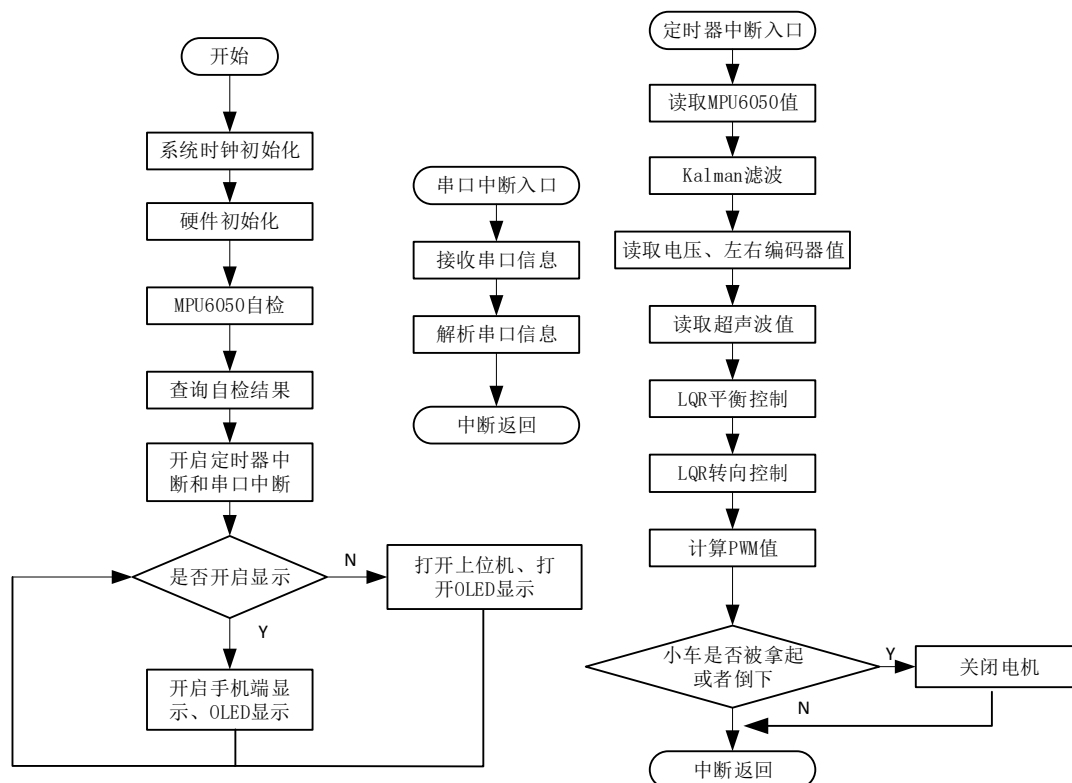 开始
系统时钟初始化
硬件初始化
MPU6050自检
查询自检结果
开启定时器中
断和串口中断
是否开启显示
N
打开上位机、打
开OLED显示
Y
开启手机端显
示、OLED显示
串口中断入口
接收串口信息
解析串口信息
中断返回
定时器中断入口
读取MPU6050值
Kalman滤波
读取电压、左右编码器值
读取超声波值
LQR平衡控制
LQR转向控制
计算PWM值
小车是否被拿起
或者倒下
Y
关闭电机
N
中断返回